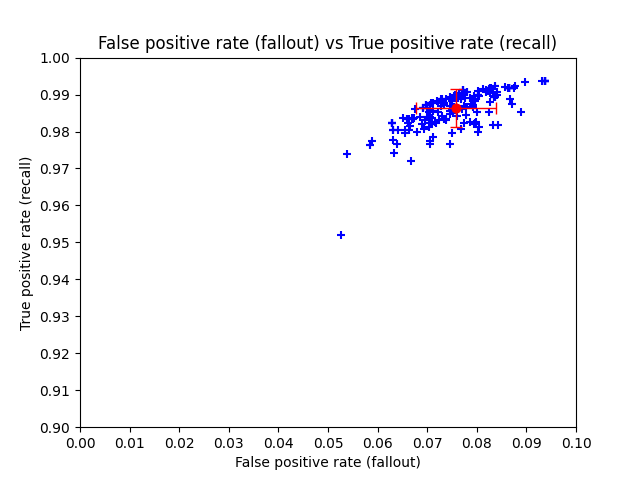 False positive rate (fallout) vs True positive rate (recall)
1.00
0.99
0.98
0.97
0.96
0.95
0.94
0.93
0.92
0.91
0.90
True positive rate (recall)
0.00 0.01 0.02 0.03 0.04 0.05 0.06 0.07 0.08 0.09 0.10
False positive rate (fallout)